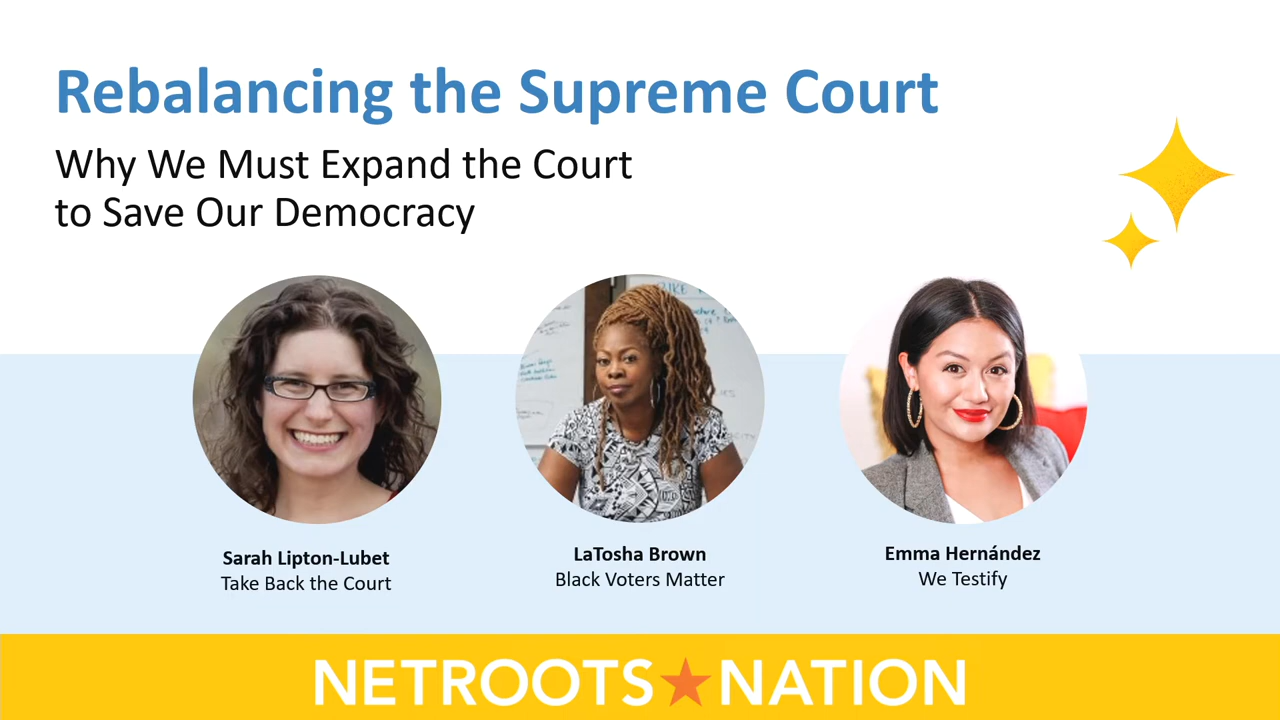 Rebalancing the Supreme Court
Why We Must Expand the Court
to Save Our Democracy
Sarah Lipton-Lubet
Take Back the Court
LaTosha Brown
Black Voters Matter
Emma Hernández
We Testify
NETROOTS NATION